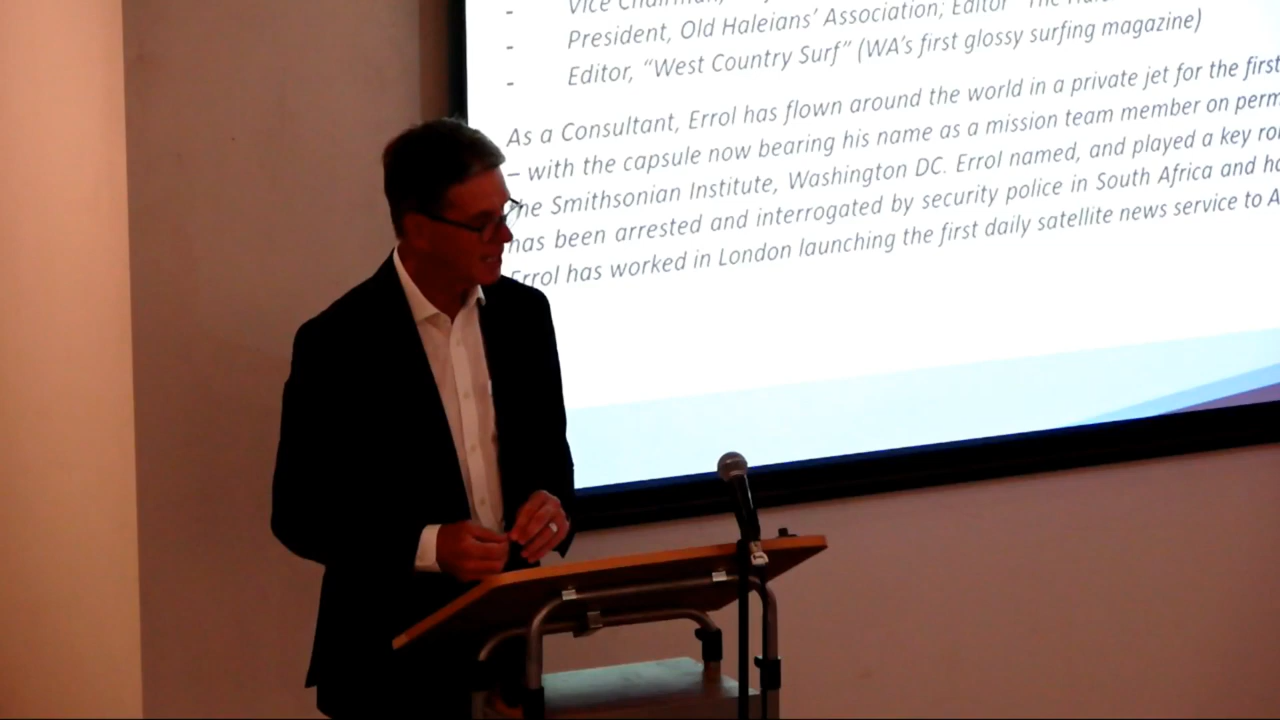 - Vice Chairman,
- President, Old Haleians' Association; Editor "The
- Editor, "West Country Surf" (WA's first glossy surfing magazine)
As a Consultant, Errol has flown around the world in a private jet for the first
– with the capsule now bearing his name as a mission team member on perm
the Smithsonian Institute, Washington DC. Errol named, and played a key ro
has been arrested and interrogated by security police in South Africa and h
Errol has worked in London launching the first daily satellite news service to A